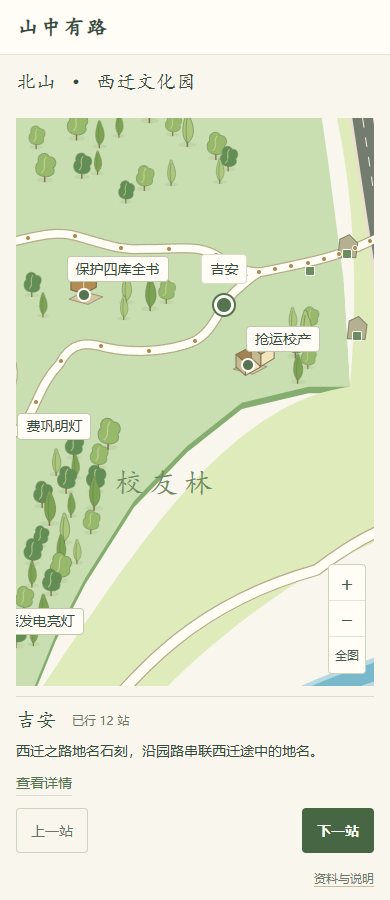 山中有路
北山 • 西迁文化园
保护四库全书
吉安
抢运校产
费巩明灯
校友林
发电亮灯
+
−
全图
吉安 已行 12 站
西迁之路地名石刻，沿园路串联西迁途中的地名。
查看详情
上一站 下一站
资料与说明